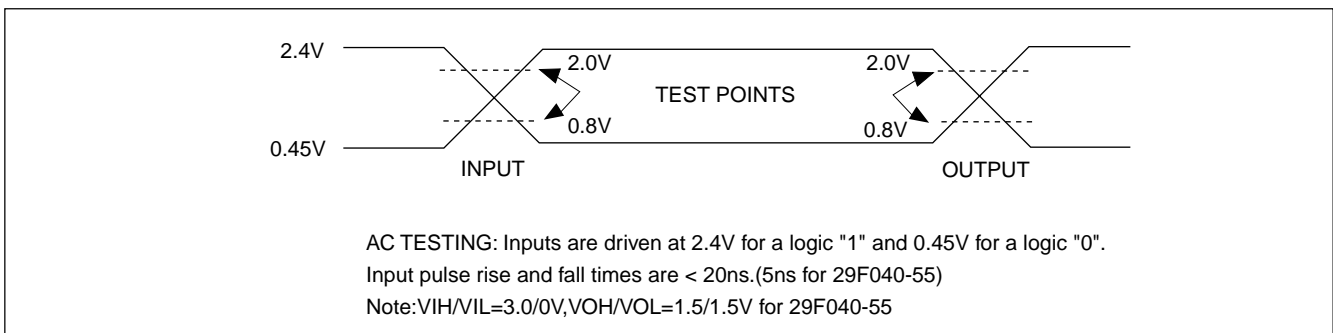 2.4V
2.0V
2.0V
TEST POINTS
0.8V
0.8V
0.45V
INPUT
OUTPUT
AC TESTING: Inputs are driven at 2.4V for a logic "1" and 0.45V for a logic "0".
Input pulse rise and fall times are < 20ns.(5ns for 29F040-55)
Note:VIH/VIL=3.0/0V,VOH/VOL=1.5/1.5V for 29F040-55